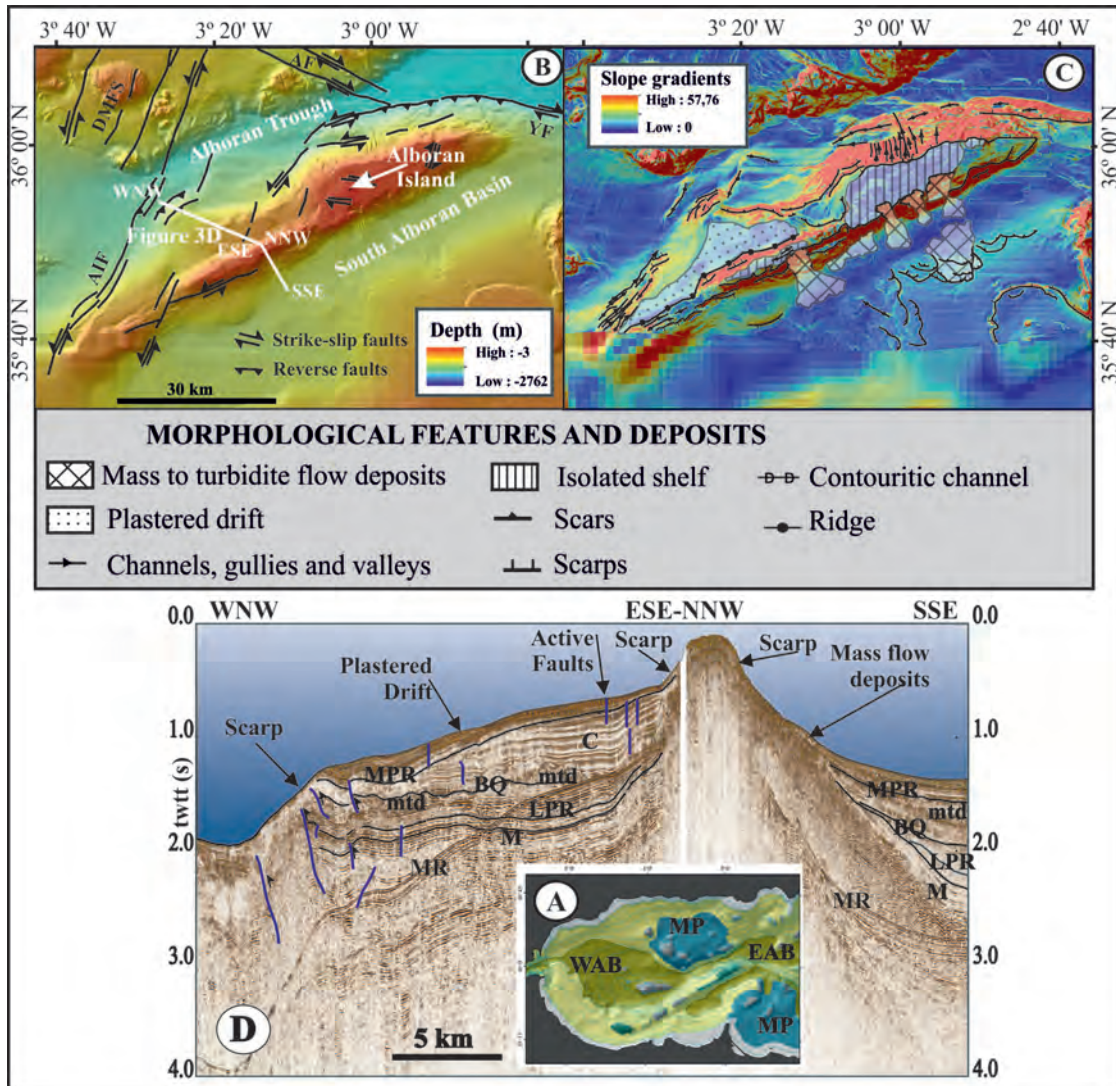 3º 40' W
3º 20' W
3º 00' W
3º 20' W
3º 00' W
2º 40' W
36º 00' N
35º 40' N
B
AF
DMFS
Alboran Trough
YF
Alboran
Island
WNW
Figure 3D
ESE
NNW
SSE
South Alboran Basin
AIF
Strike-slip faults
Reverse faults
30 km
Depth (m)
High : -3
Low : -2762
C
Slope gradients
High : 57,76
Low : 0
36º 00' N
35º 40' N
MORPHOLOGICAL FEATURES AND DEPOSITS
Mass to turbidite flow deposits
Isolated shelf
Contouritic channel
Plastered drift
Scars
Ridge
Channels, gullies and valleys
Scarps
WNW
ESE-NNW
SSE
0.0
1.0
2.0
3.0
4.0
twtt (s)
Scarp
Plastered
Drift
Active
Faults
Scarp
Scarp
Mass flow
deposits
C
MPR
BQ
mtd
mtd
LPR
M
MR
MPR
mtd
BQ
LPR
M
MR
0.0
1.0
2.0
3.0
4.0
D
5 km
A
MP
WAB
EAB
MP